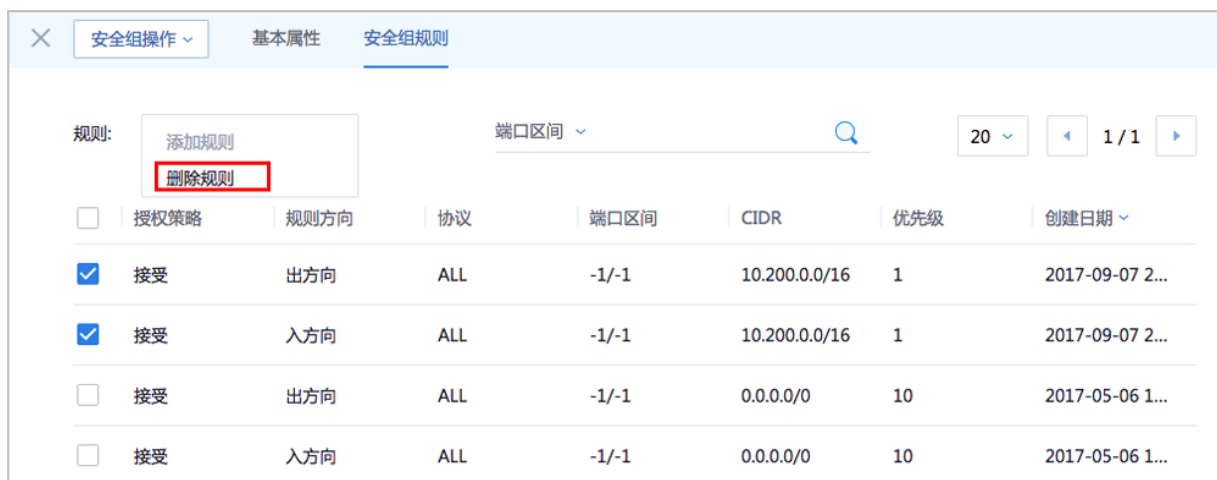 安全组操作 基本属性 安全组规则
规则: 添加规则 端口区间 20 1 / 1
删除规则
授权策略 规则方向 协议 端口区间 CIDR 优先级 创建日期
接受 出方向 ALL -1/-1 10.200.0.0/16 1 2017-09-07 2...
接受 入方向 ALL -1/-1 10.200.0.0/16 1 2017-09-07 2...
接受 出方向 ALL -1/-1 0.0.0.0/0 10 2017-05-06 1...
接受 入方向 ALL -1/-1 0.0.0.0/0 10 2017-05-06 1...